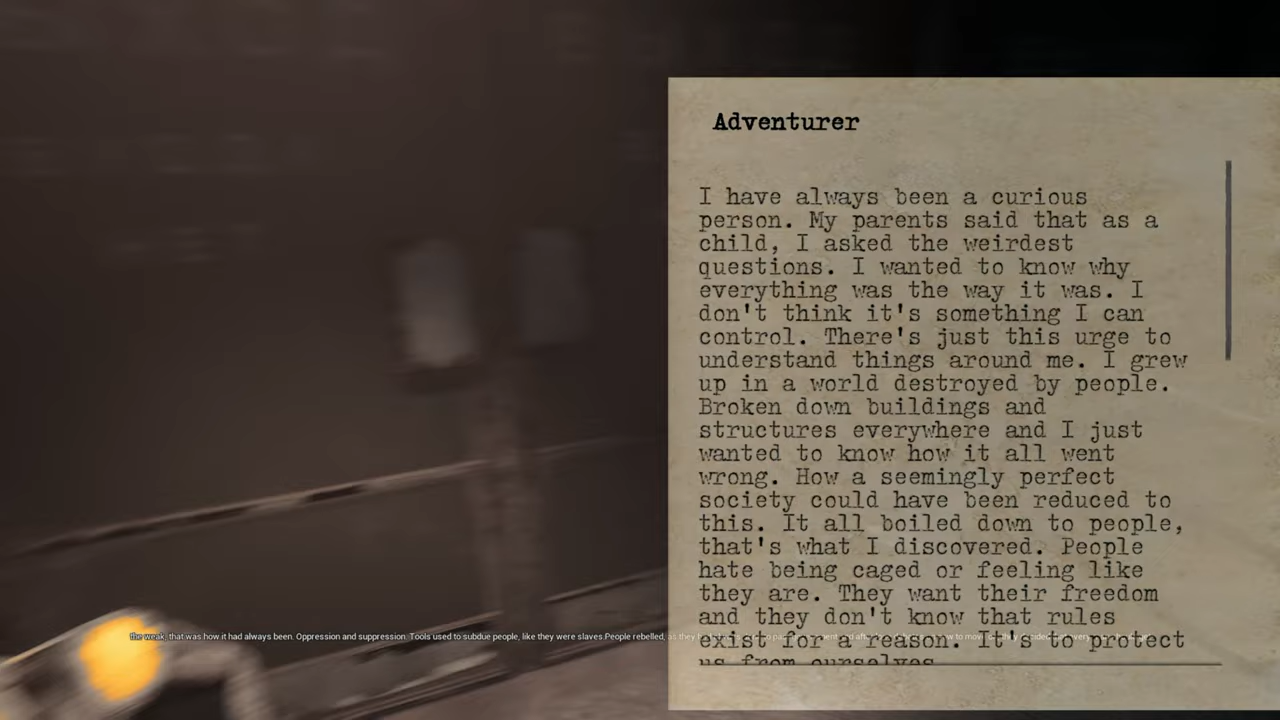 Adventurer
I have always been a curious
person. My parents said that as a
child, I asked the weirdest
questions. I wanted to know why
everything was the way it was. I
don't think it's something I can
control. There's just this urge to
understand things around me. I grew
up in a world destroyed by people.
Broken down buildings and
structures everywhere and I just
wanted to know how it all went
wrong. How a seemingly perfect
society could have been reduced to
this. It all boiled down to people,
that's what I discovered. People
hate being caged or feeling like
they are. They want their freedom
and they don't know that rules
exist for a reason. It's to protect
us from ourselves.
the weak, that was how it had always been. Oppression and suppression. Tools used to subdue people, like they were slaves.People rebelled,